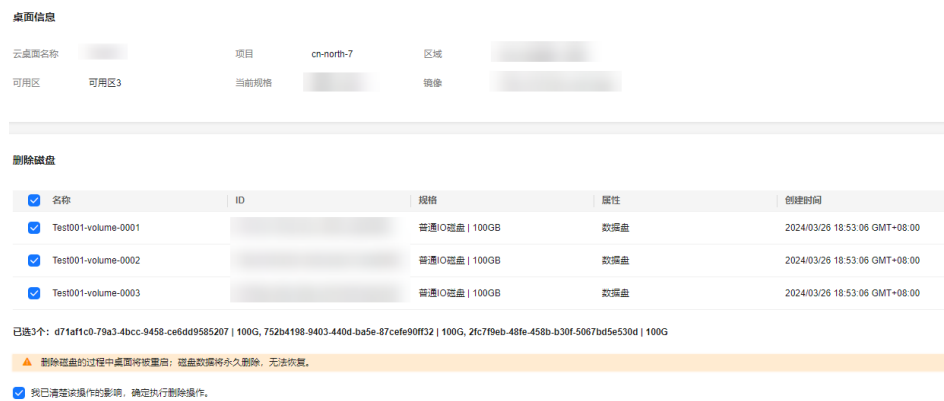 桌面信息
云桌面名称 项目 cn-north-7 区域
可用区 可用区3 当前规格 镜像
删除磁盘
名称 ID 规格 属性 创建时间
Test001-volume-0001 普通IO磁盘 | 100GB 数据盘 2024/03/26 18:53:06 GMT+08:00
Test001-volume-0002 普通IO磁盘 | 100GB 数据盘 2024/03/26 18:53:06 GMT+08:00
Test001-volume-0003 普通IO磁盘 | 100GB 数据盘 2024/03/26 18:53:06 GMT+08:00
已选3个：d71af1c0-79a3-4bcc-9458-ce6dd9585207 | 100G, 752b4198-9403-440d-ba5e-87cefe90ff32 | 100G, 2fc7f9eb-48fe-458b-b30f-5067bd5e530d | 100G
删除磁盘的过程中桌面将被重启；磁盘数据将永久删除，无法恢复。
我已清楚该操作的影响，确定执行删除操作。